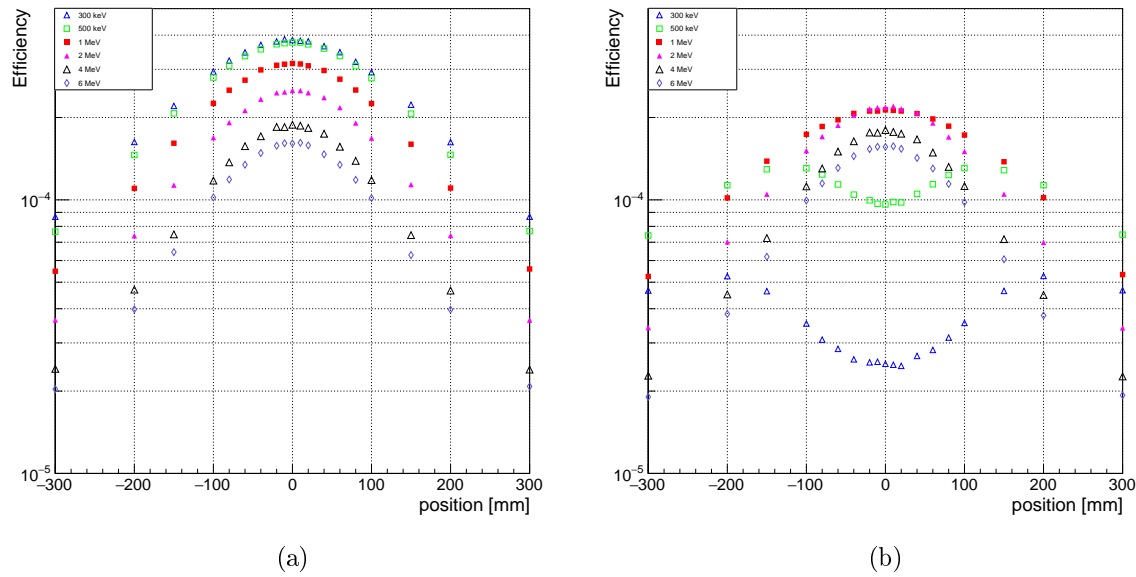 Efficiency
300 keV
500 keV
1 MeV
2 MeV
4 MeV
6 MeV
10⁻⁴
10⁻⁵
−300 −200 −100 0 100 200 300
position [mm]
(a)
Efficiency
300 keV
500 keV
1 MeV
2 MeV
4 MeV
6 MeV
10⁻⁴
10⁻⁵
−300 −200 −100 0 100 200 300
position [mm]
(b)